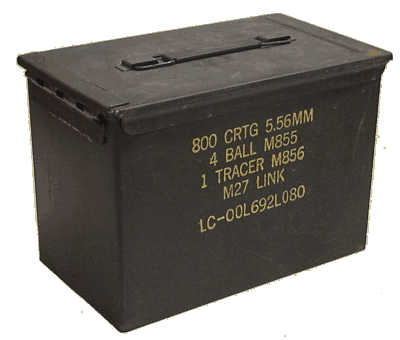 800 CRTG 5.56MM
4 BALL M855
1 TRACER M856
M27 LINK
LC-00L692L080